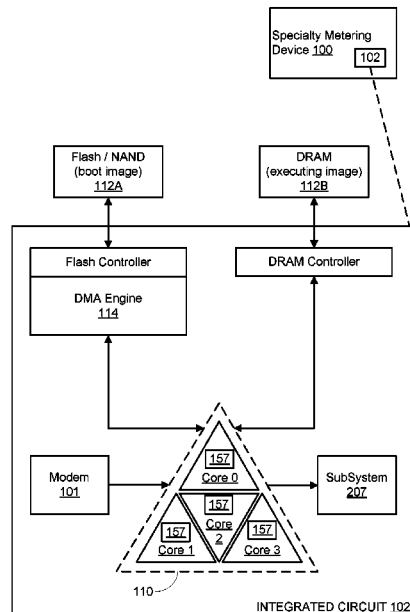 Specialty Metering
Device 100
102
Flash / NAND
(boot image)
112A
DRAM
(executing image)
112B
Flash Controller
DMA Engine
114
DRAM Controller
Modem
101
157
Core 0
157
Core 1
157
Core
2
157
Core 3
SubSystem
207
110
INTEGRATED CIRCUIT 102